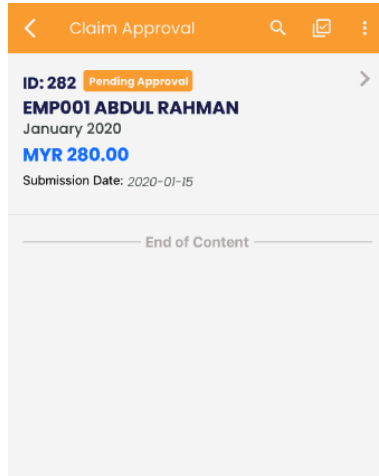 Claim Approval
ID: 282 Pending Approval
EMP001 ABDUL RAHMAN
January 2020
MYR 280.00
Submission Date: 2020-01-15
End of Content